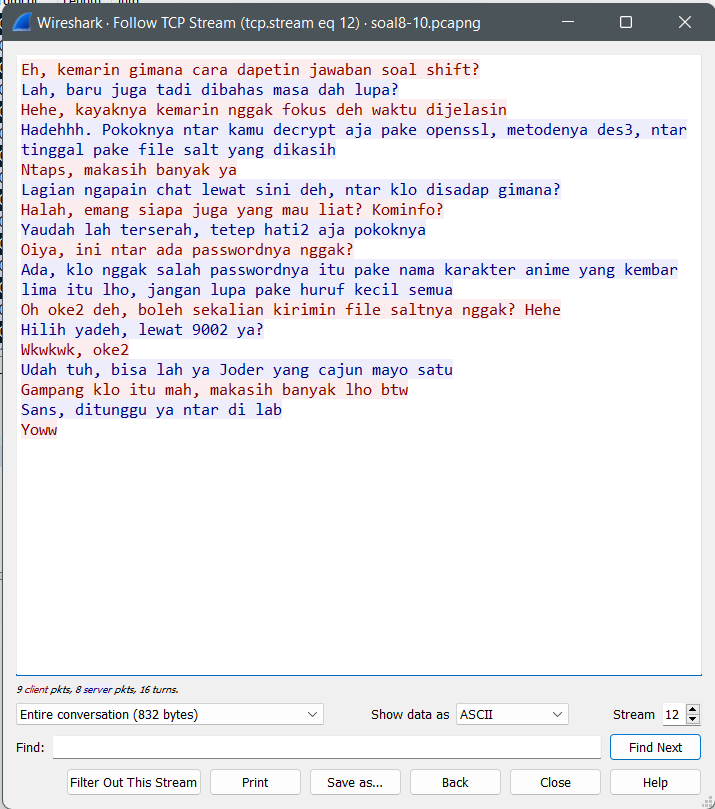 Wireshark · Follow TCP Stream (tcp.stream eq 12) · soal8-10.pcapng
Eh, kemarin gimana cara dapetin jawaban soal shift?
Lah, baru juga tadi dibahas masa dah lupa?
Hehe, kayaknya kemarin nggak fokus deh waktu dijelasin
Hadehhh. Pokoknya ntar kamu decrypt aja pake openssl, metodenya des3, ntar
tinggal pake file salt yang dikasih
Ntaps, makasih banyak ya
Lagian ngapain chat lewat sini deh, ntar klo disadap gimana?
Halah, emang siapa juga yang mau liat? Kominfo?
Yaudah lah terserah, tetep hati2 aja pokoknya
Oiya, ini ntar ada passwordnya nggak?
Ada, klo nggak salah passwordnya itu pake nama karakter anime yang kembar
lima itu lho, jangan lupa pake huruf kecil semua
Oh oke2 deh, boleh sekalian kirimin file saltnya nggak? Hehe
Hilih yadeh, lewat 9002 ya?
Wkwkwk, oke2
Udah tuh, bisa lah ya Joder yang cajun mayo satu
Gampang klo itu mah, makasih banyak lho btw
Sans, ditunggu ya ntar di lab
Yoww
9 client pkts, 8 server pkts, 16 turns.
Entire conversation (832 bytes) Show data as ASCII Stream 12
Find: Find Next
Filter Out This Stream Print Save as... Back Close Help